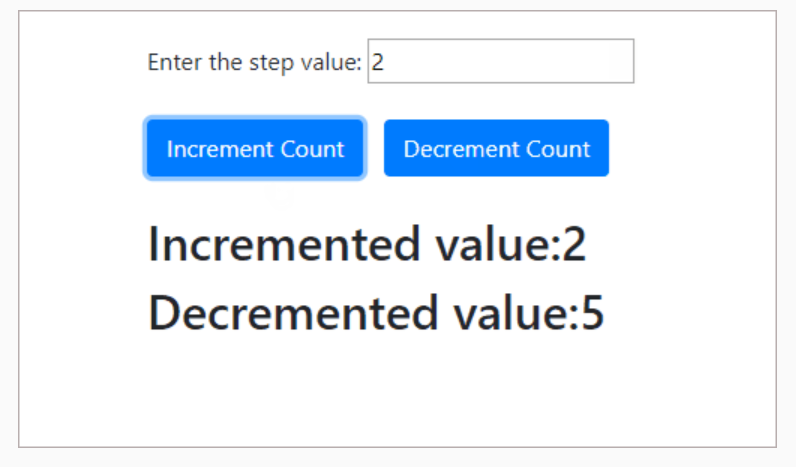 Enter the step value: 2
Increment Count Decrement Count
Incremented value:2
Decremented value:5